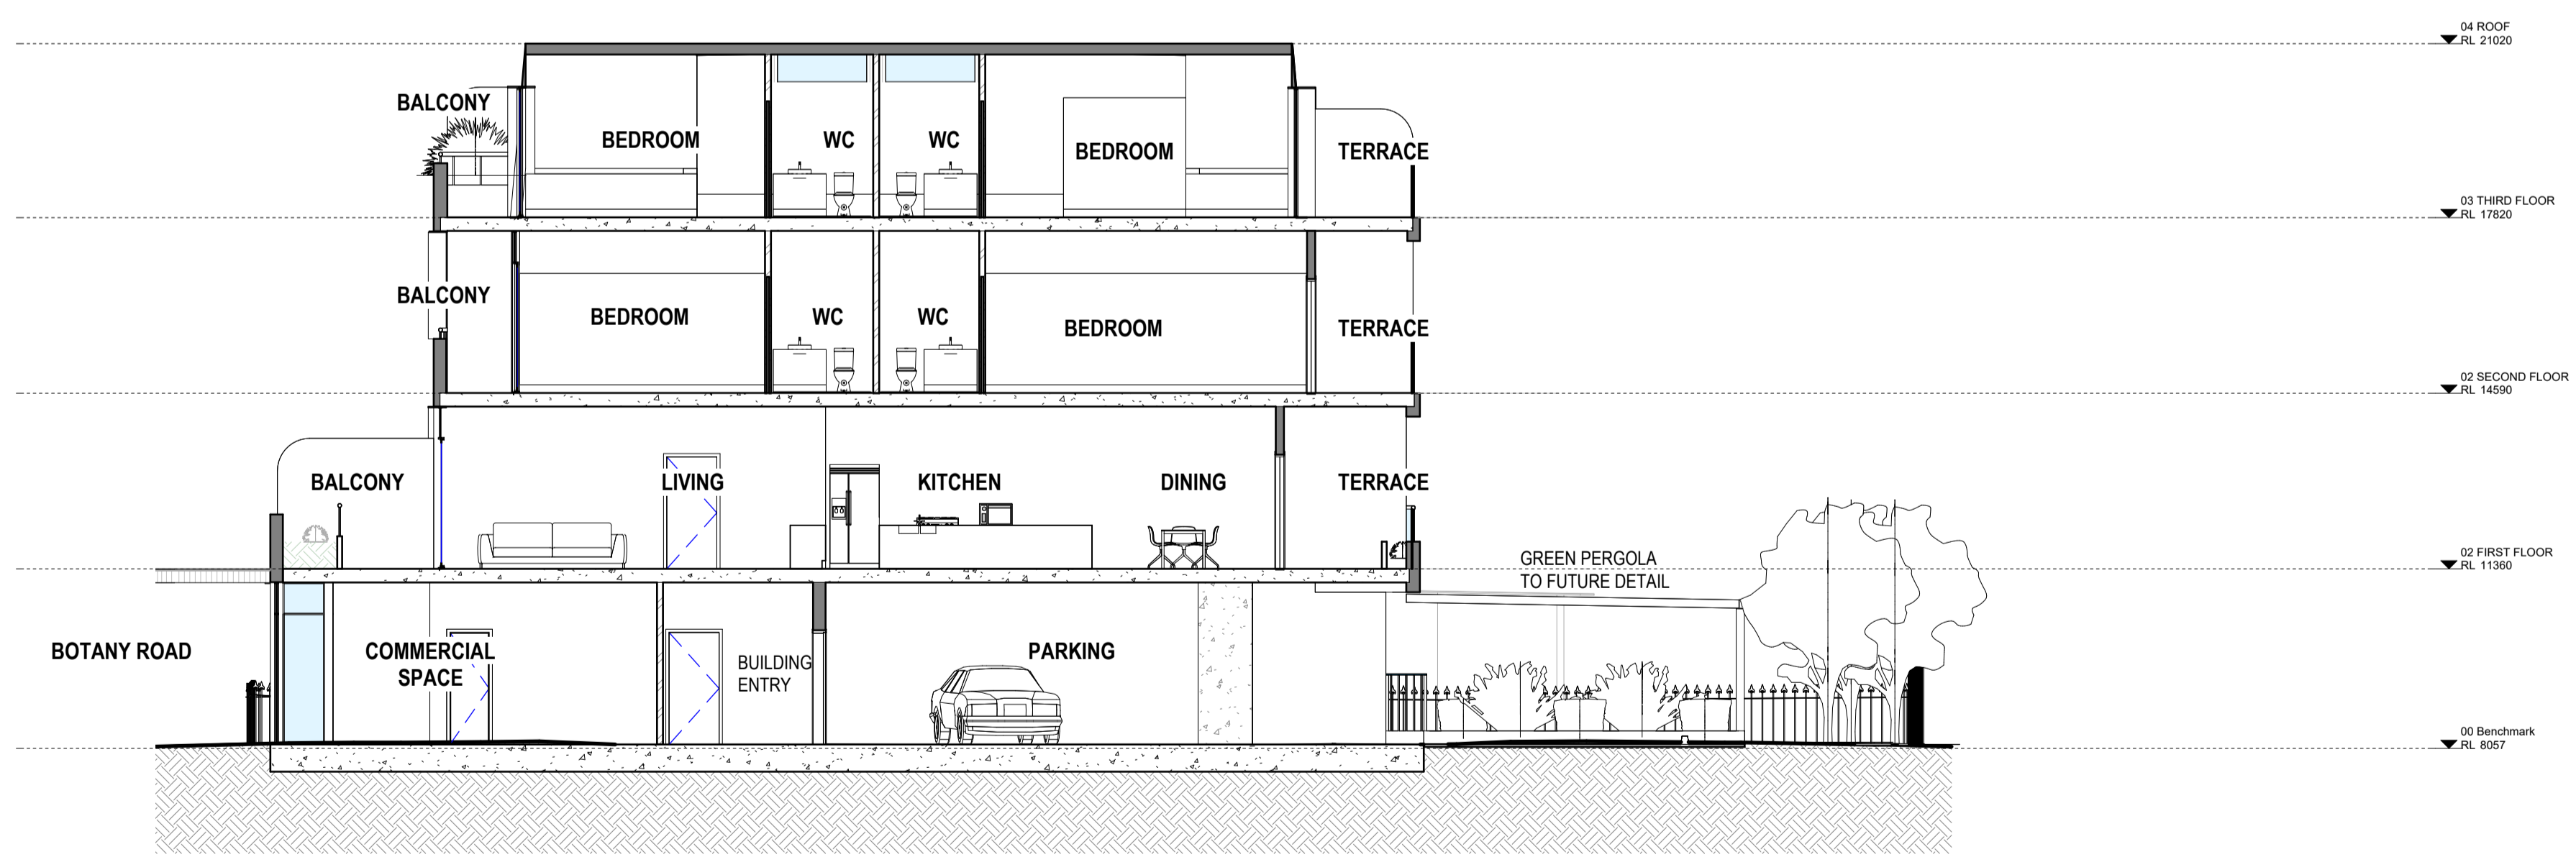 04 ROOF
RL 21020
BALCONY
BEDROOM
WC
WC
BEDROOM
TERRACE
03 THIRD FLOOR
RL 17820
BALCONY
BEDROOM
WC
WC
BEDROOM
TERRACE
02 SECOND FLOOR
RL 14590
BALCONY
LIVING
KITCHEN
DINING
TERRACE
GREEN PERGOLA
TO FUTURE DETAIL
02 FIRST FLOOR
RL 11360
BOTANY ROAD
COMMERCIAL
SPACE
BUILDING
ENTRY
PARKING
00 Benchmark
RL 8057